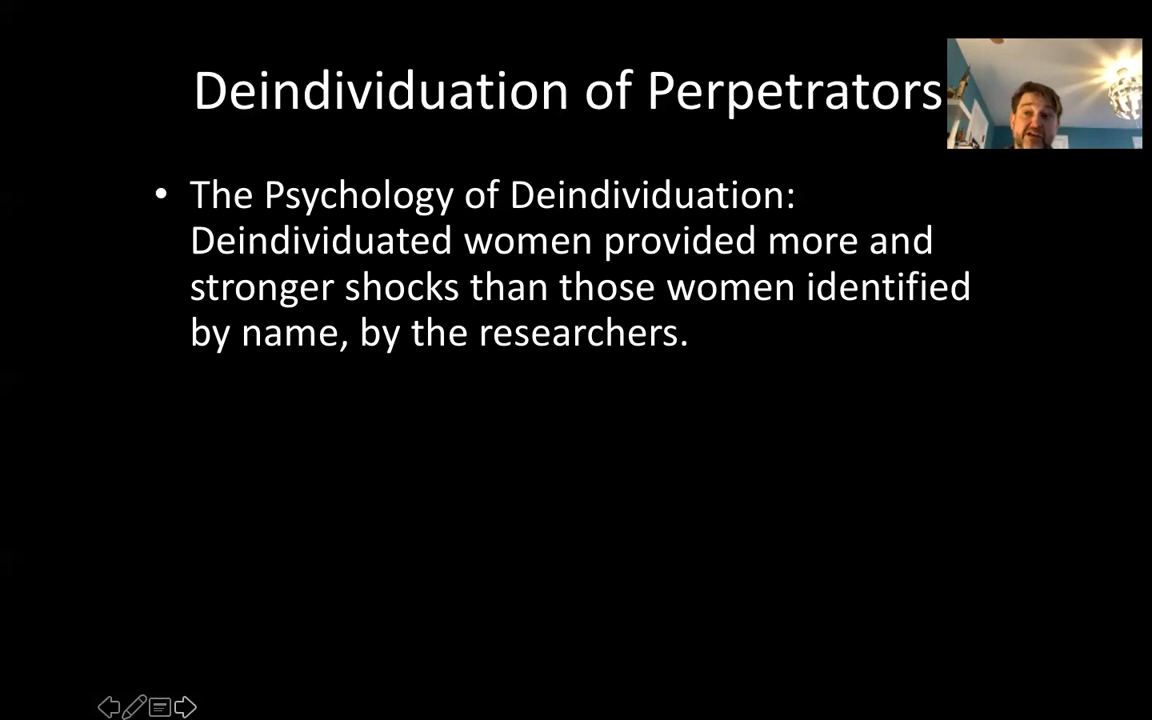 Deindividuation of Perpetrators
• The Psychology of Deindividuation:
Deindividuated women provided more and
stronger shocks than those women identified
by name, by the researchers.